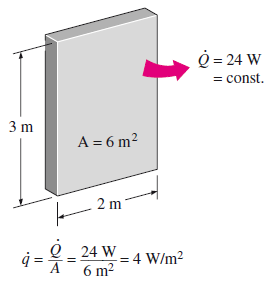 Q̇ = 24 W
= const.
3 m
A = 6 m²
2 m
q̇ = Q̇/A = 24 W/6 m² = 4 W/m²